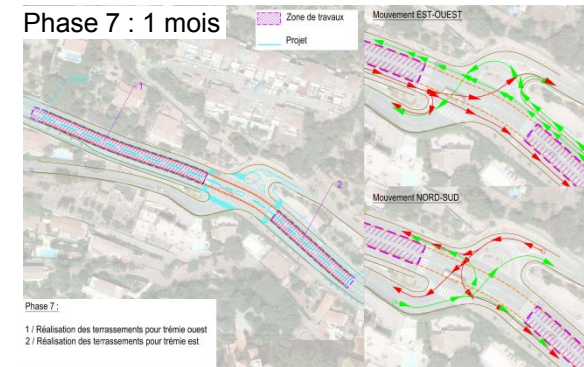 Phase 7 : 1 mois
Zone de travaux
Projet
1
2
Phase 7 :
1 / Réalisation des terrassements pour trémie ouest
2 / Réalisation des terrassements pour trémie est
Mouvement EST-OUEST
Mouvement NORD-SUD